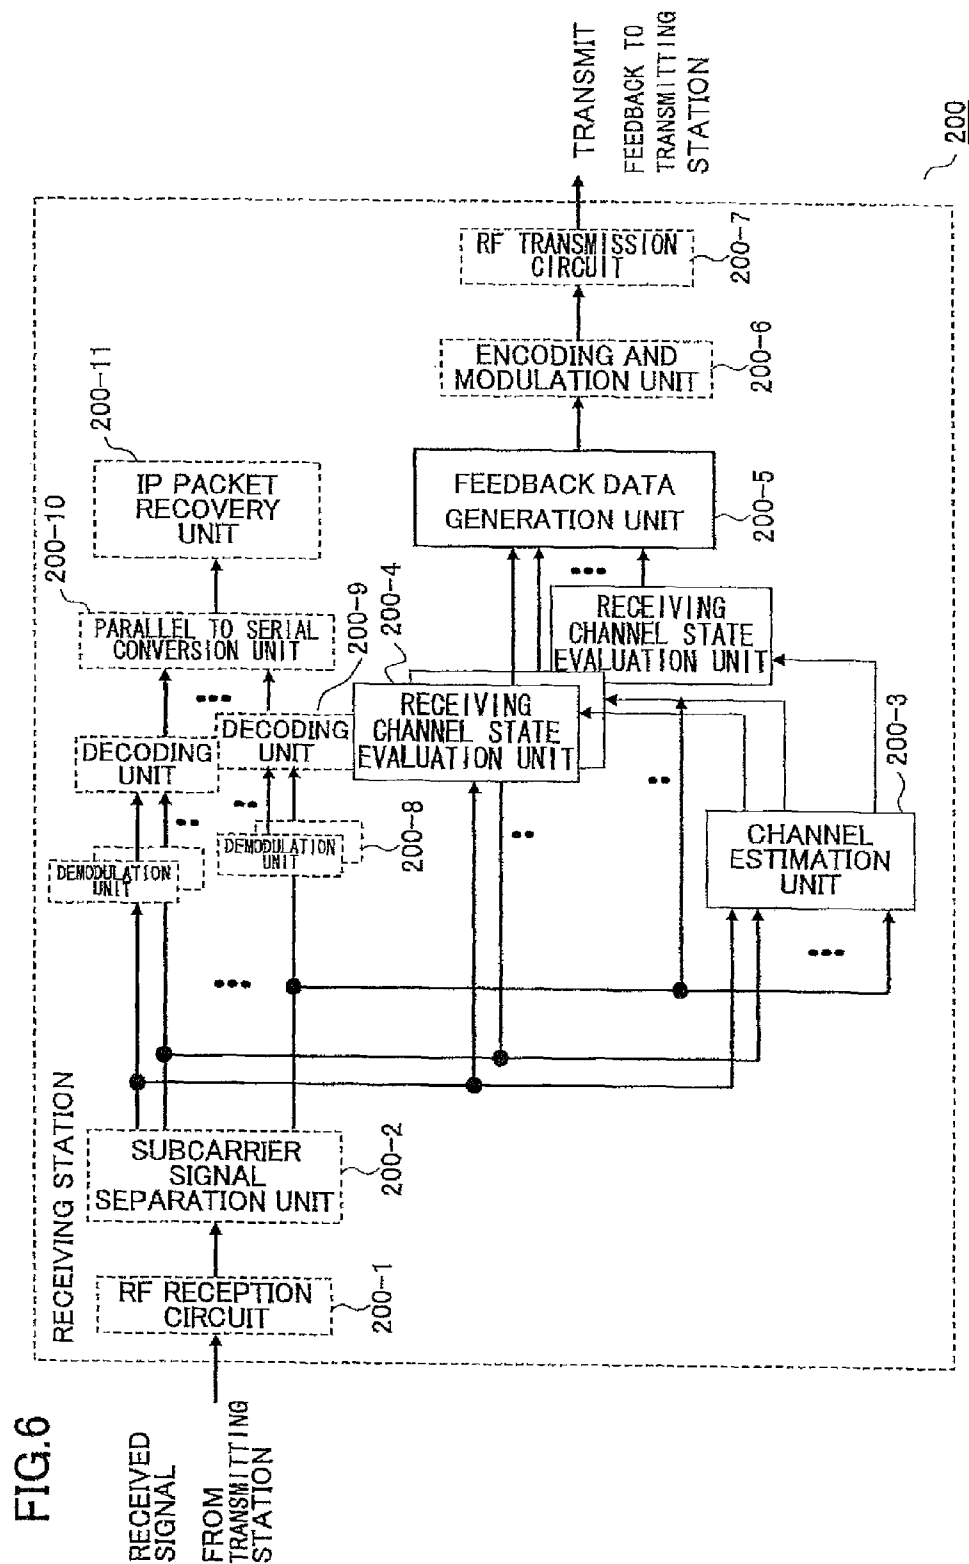 FIG.6
RECEIVED
SIGNAL
FROM
TRANSMITTING
STATION
RECEIVING STATION
RF RECEPTION
CIRCUIT
200-1
SUBCARRIER
SIGNAL
SEPARATION UNIT
200-2
DEMODULATION
UNIT
DEMODULATION
UNIT
200-8
DECODING
UNIT
DECODING
UNIT
200-9
PARALLEL TO SERIAL
CONVERSION UNIT
200-10
IP PACKET
RECOVERY
UNIT
200-11
CHANNEL
ESTIMATION
UNIT
200-3
RECEIVING
CHANNEL STATE
EVALUATION UNIT
200-4
RECEIVING
CHANNEL STATE
EVALUATION UNIT
FEEDBACK DATA
GENERATION UNIT
200-5
ENCODING AND
MODULATION UNIT
200-6
RF TRANSMISSION
CIRCUIT
200-7
TRANSMIT
FEEDBACK TO
TRANSMITTING
STATION
200